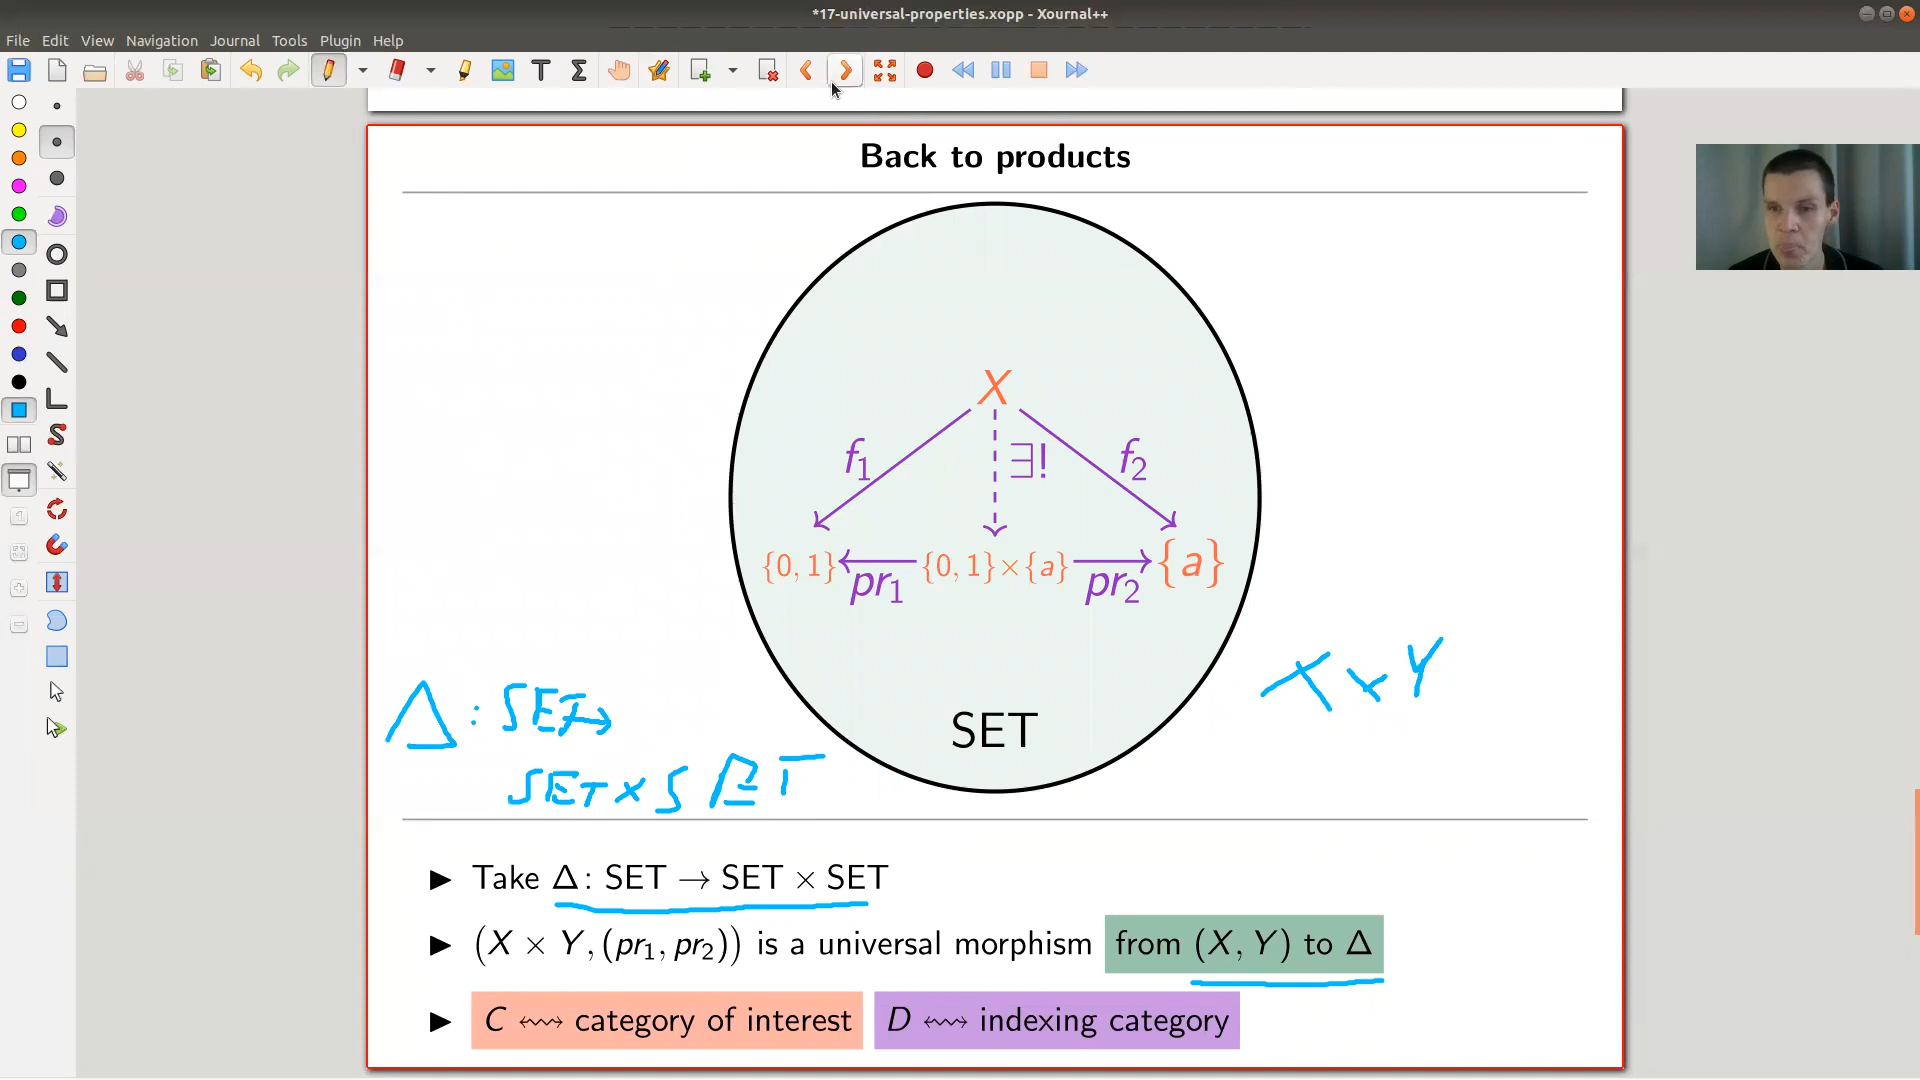 *17-universal-properties.xopp - Xournal++
File Edit View Navigation Journal Tools Plugin Help
Back to products
X
f1 ∃! f2
{0, 1} pr1 {0, 1}×{a} pr2 {a}
X × Y
Δ : SET →
SET × SET
SET
▶ Take Δ: SET → SET × SET
▶ (X × Y, (pr1, pr2)) is a universal morphism from (X, Y) to Δ
▶ C ↭ category of interest D ↭ indexing category